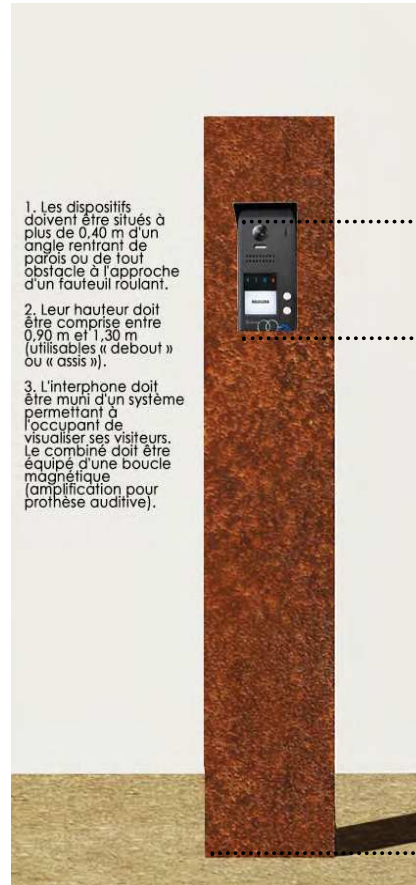 1. Les dispositifs
doivent être situés à
plus de 0,40 m d'un
angle rentrant de
parois ou de tout
obstacle à l'approche
d'un fauteuil roulant.
2. Leur hauteur doit
être comprise entre
0,90 m et 1,30 m
(utilisables « debout »
ou « assis »).
3. L'interphone doit
être muni d'un système
permettant à
l'occupant de
visualiser ses visiteurs.
Le combiné doit être
équipé d'une boucle
magnétique
(amplification pour
prothèse auditive).